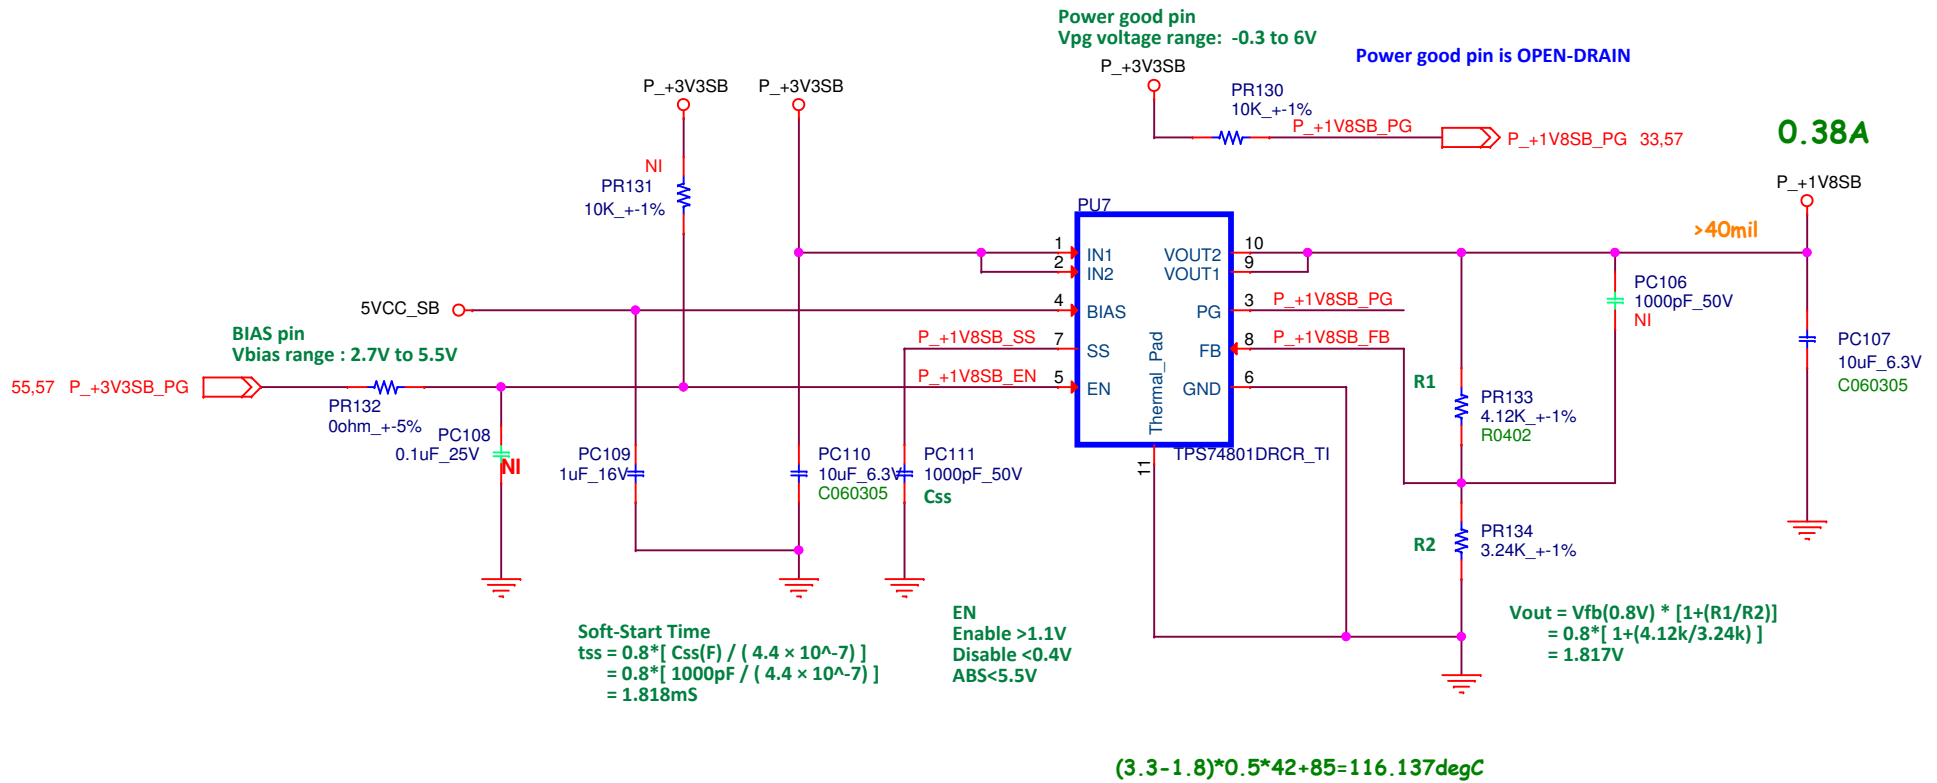 Power good pin
Vpg voltage range:  -0.3 to 6V
Power good pin is OPEN-DRAIN
P_+3V3SB
P_+3V3SB
P_+3V3SB
PR130
10K_+-1%
P_+1V8SB_PG
P_+1V8SB_PG 33,57
0.38A
NI
PR131
10K_+-1%
P_+1V8SB
PU7
>40mil
1
IN1
2
IN2
VOUT2
10
VOUT1
9
5VCC_SB
4
BIAS
PG
3
P_+1V8SB_PG
PC106
1000pF_50V
NI
BIAS pin
Vbias range : 2.7V to 5.5V
P_+1V8SB_SS
7
SS
FB
8
P_+1V8SB_FB
PC107
10uF_6.3V
C060305
55,57 P_+3V3SB_PG
P_+1V8SB_EN
5
EN
GND
6
Thermal_Pad
R1
PR133
4.12K_+-1%
R0402
PR132
0ohm_+-5%
PC108
0.1uF_25V
NI
PC109
1uF_16V
PC110
10uF_6.3V
C060305
PC111
1000pF_50V
Css
11
TPS74801DRCR_TI
R2
PR134
3.24K_+-1%
Soft-Start Time
tss = 0.8*[ Css(F) / ( 4.4 × 10^-7) ]
= 0.8*[ 1000pF / ( 4.4 × 10^-7) ]
= 1.818mS
EN
Enable >1.1V
Disable <0.4V
ABS<5.5V
Vout = Vfb(0.8V) * [1+(R1/R2)]
= 0.8*[ 1+(4.12k/3.24k) ]
= 1.817V
(3.3-1.8)*0.5*42+85=116.137degC